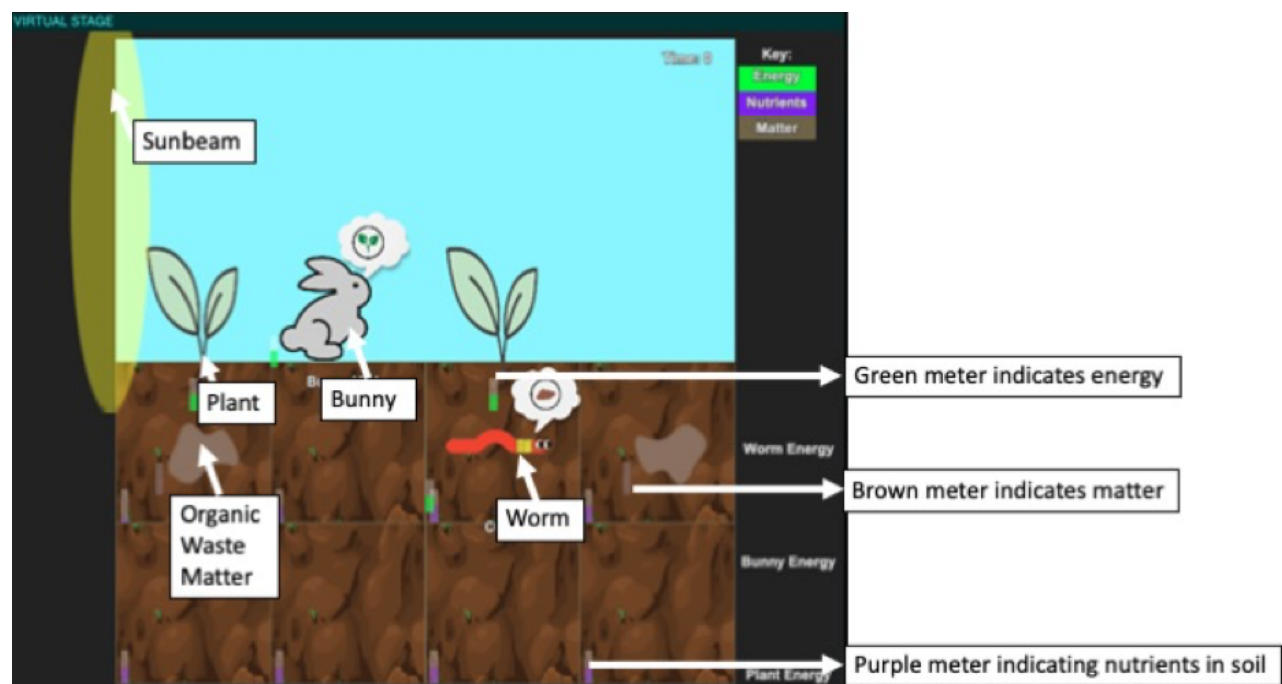 VIRTUAL STAGE
Time: 0
Key:
Energy
Nutrients
Matter
Sunbeam
Green meter indicates energy
Plant
Bunny
Worm Energy
Brown meter indicates matter
Organic
Waste
Matter
Worm
Bunny Energy
Purple meter indicating nutrients in soil
Plant Energy